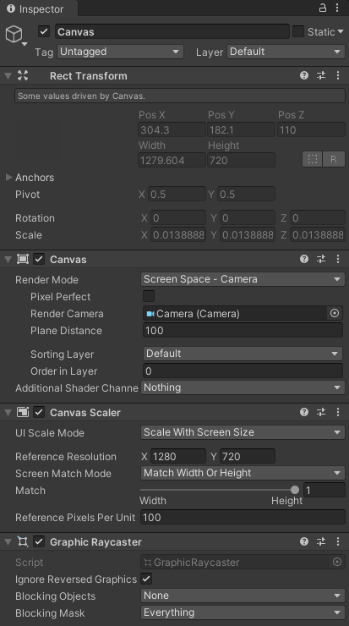 Inspector
Canvas Static
Tag Untagged Layer Default
Rect Transform
Some values driven by Canvas.
Pos X Pos Y Pos Z
304.3 182.1 110
Width Height
1279.604 720 R
Anchors
Pivot X 0.5 Y 0.5
Rotation X 0 Y 0 Z 0
Scale X 0.0138888 Y 0.0138888 Z 0.0138888
Canvas
Render Mode Screen Space - Camera
Pixel Perfect
Render Camera Camera (Camera)
Plane Distance 100
Sorting Layer Default
Order in Layer 0
Additional Shader Channe Nothing
Canvas Scaler
UI Scale Mode Scale With Screen Size
Reference Resolution X 1280 Y 720
Screen Match Mode Match Width Or Height
Match 1
Width Height
Reference Pixels Per Unit 100
Graphic Raycaster
Script GraphicRaycaster
Ignore Reversed Graphics
Blocking Objects None
Blocking Mask Everything